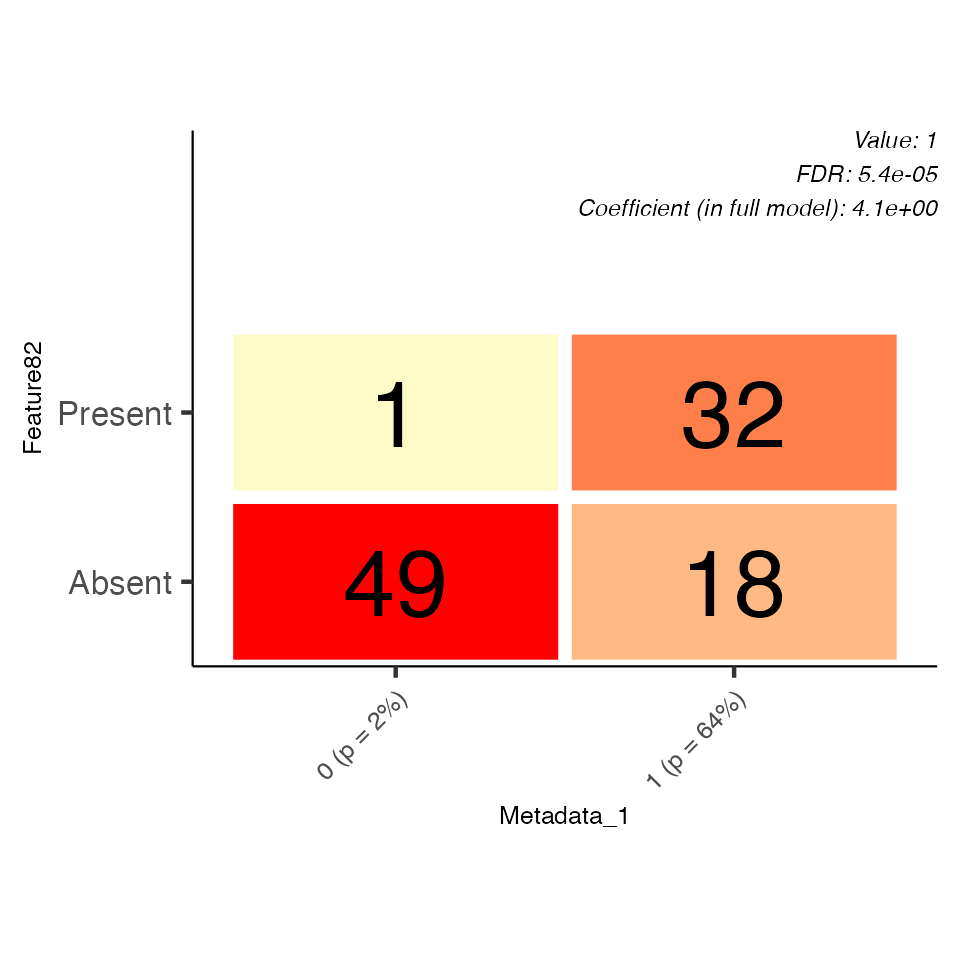 Value: 1
FDR: 5.4e-05
Coefficient (in full model): 4.1e+00
Feature82
Present
1
32
Absent
49
18
0 (p = 2%)
1 (p = 64%)
Metadata_1